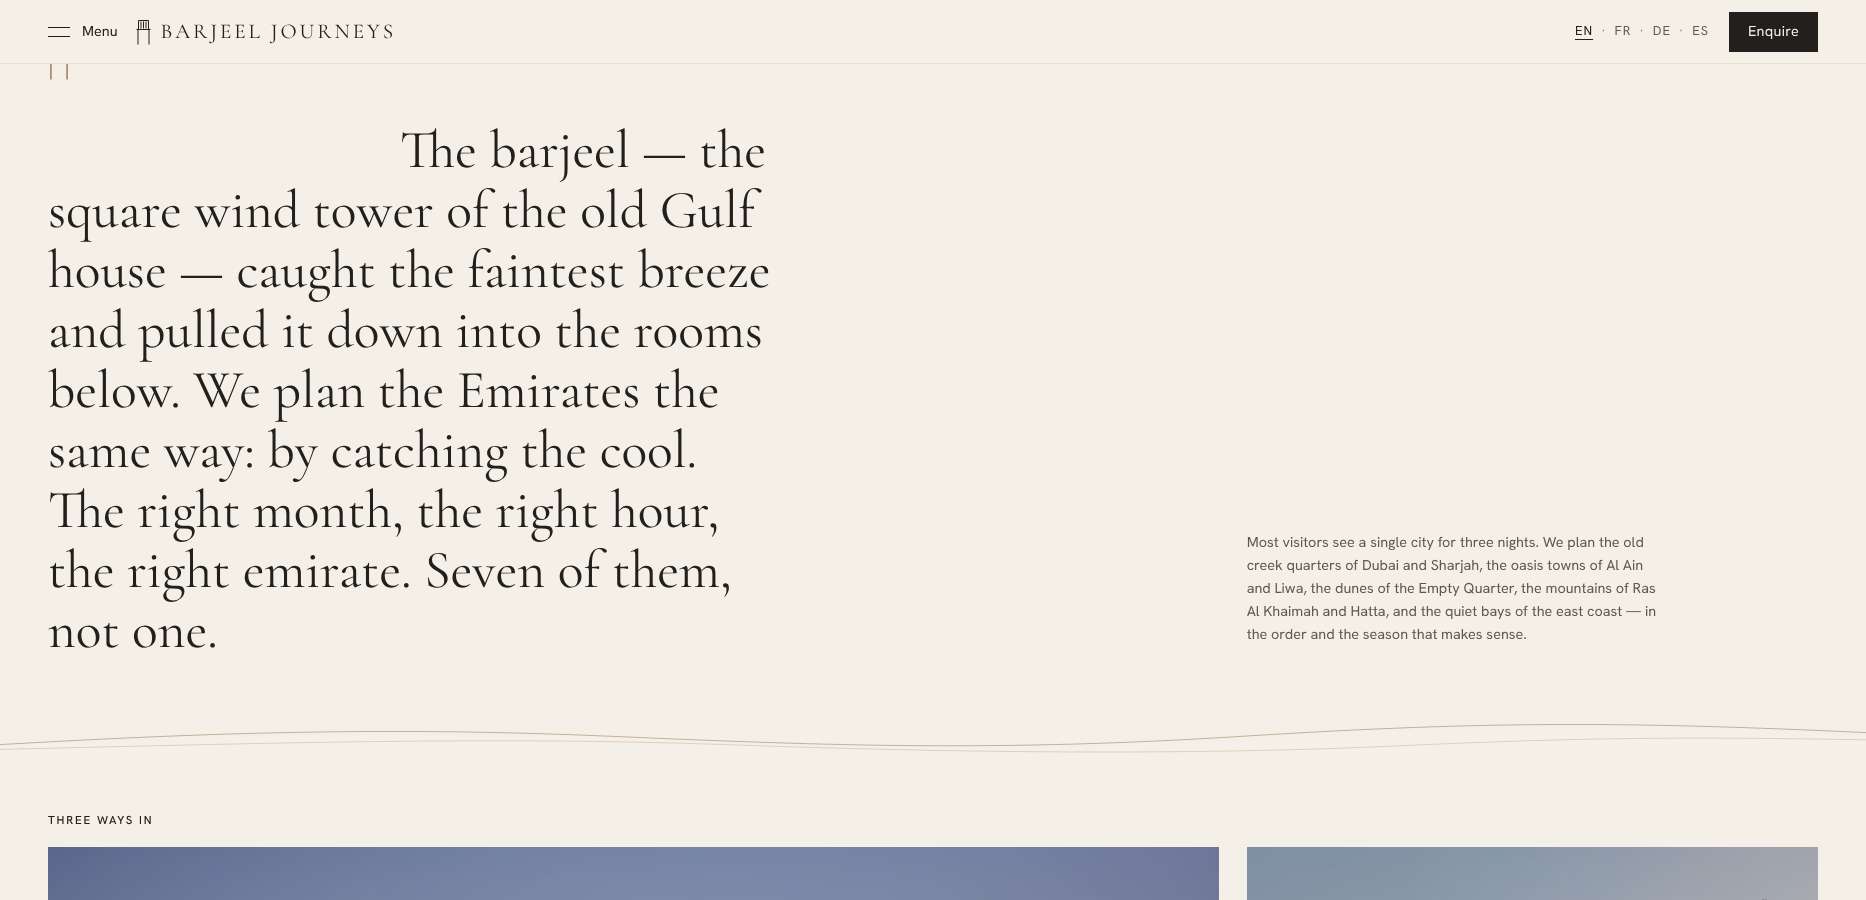 Menu
BARJEEL JOURNEYS
EN · FR · DE · ES
Enquire
The barjeel — the
square wind tower of the old Gulf
house — caught the faintest breeze
and pulled it down into the rooms
below. We plan the Emirates the
same way: by catching the cool.
The right month, the right hour,
the right emirate. Seven of them,
not one.
Most visitors see a single city for three nights. We plan the old
creek quarters of Dubai and Sharjah, the oasis towns of Al Ain
and Liwa, the dunes of the Empty Quarter, the mountains of Ras
Al Khaimah and Hatta, and the quiet bays of the east coast — in
the order and the season that makes sense.
THREE WAYS IN